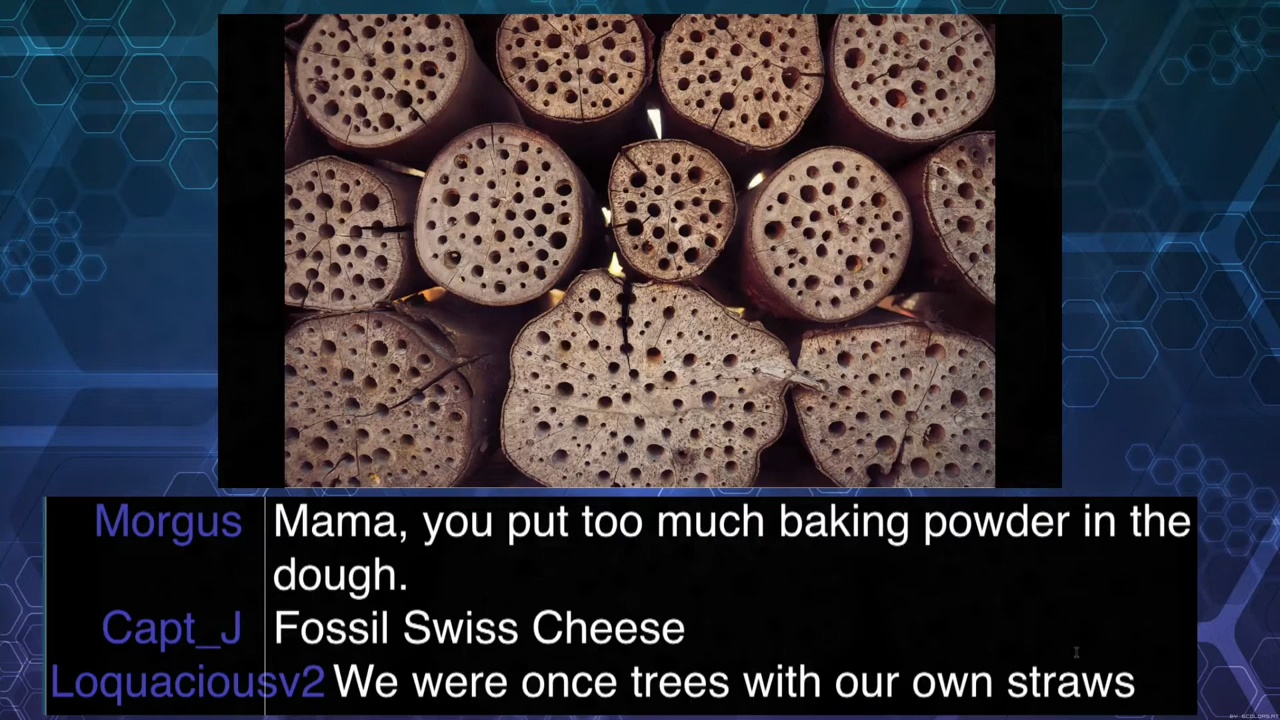 Morgus Mama, you put too much baking powder in the
dough.
Capt_J Fossil Swiss Cheese
Loquaciousv2 We were once trees with our own straws